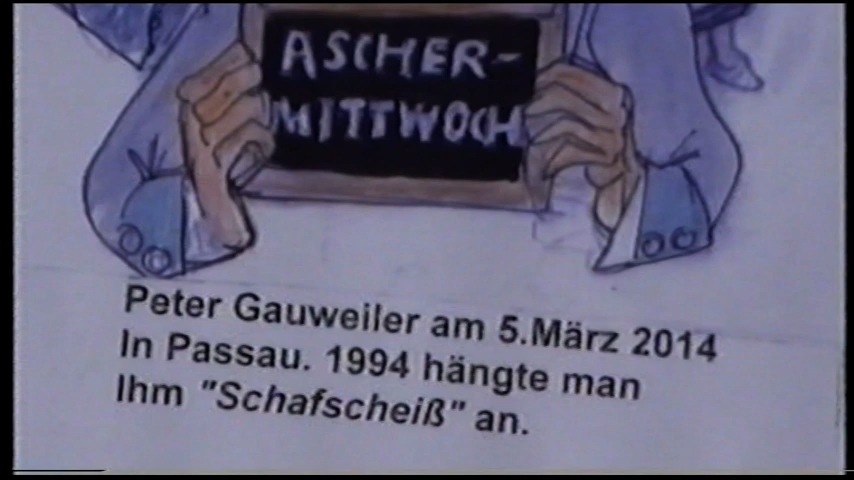 ASCHER-
MITTWOCH
Peter Gauweiler am 5.März 2014
In Passau. 1994 hängte man
Ihm "Schafscheiß" an.